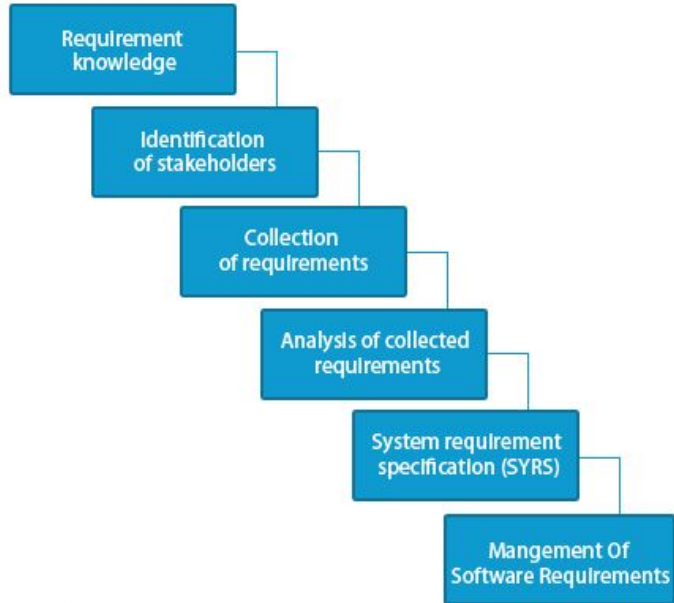 Requirement
knowledge
Identification
of stakeholders
Collection
of requirements
Analysis of collected
requirements
System requirement
specification (SYRS)
Mangement Of
Software Requirements